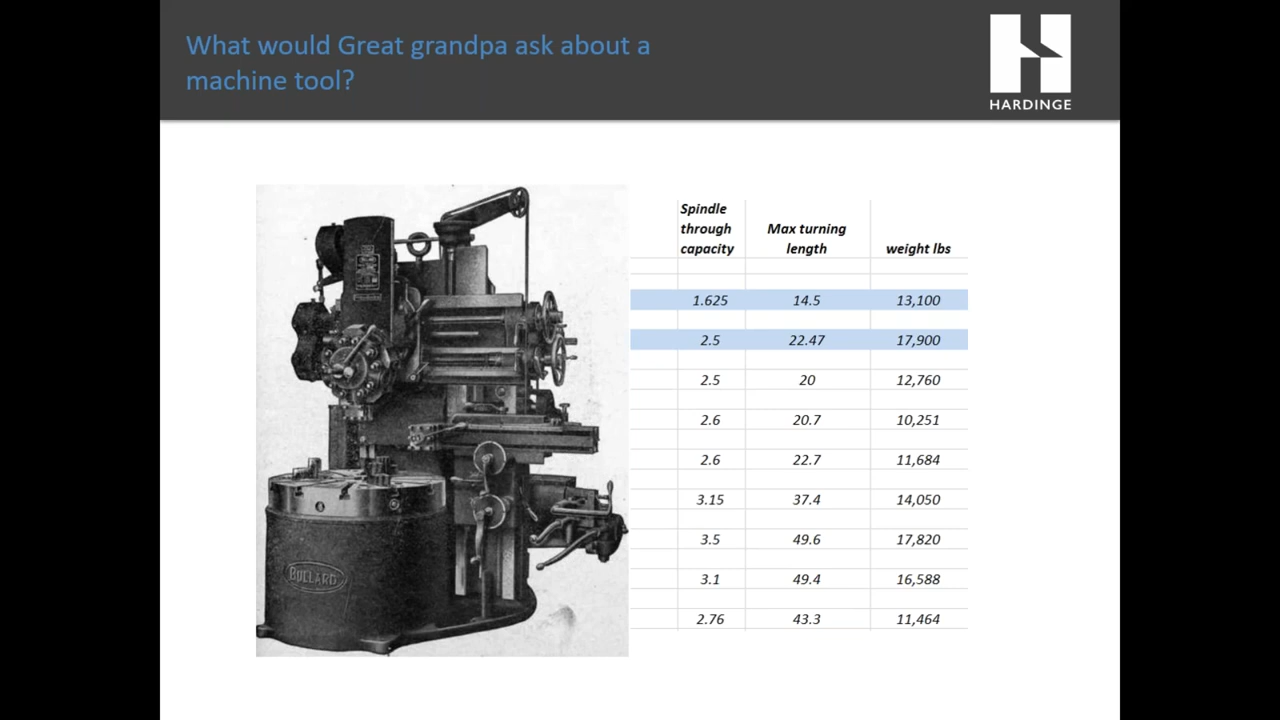 What would Great grandpa ask about a
machine tool?
HARDINGE
Spindle
through
capacity
Max turning
length
weight lbs
1.625 14.5 13,100
2.5 22.47 17,900
2.5 20 12,760
2.6 20.7 10,251
2.6 22.7 11,684
3.15 37.4 14,050
3.5 49.6 17,820
3.1 49.4 16,588
2.76 43.3 11,464
BULLARD